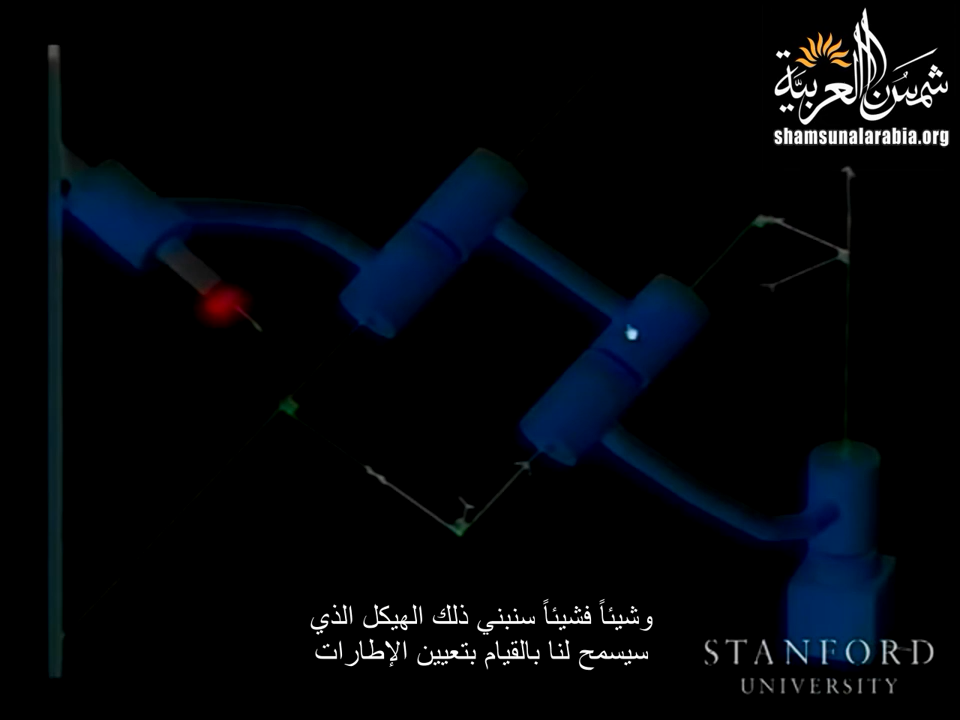 شمس العربية
shamsunalarabia.org
وشيئاً فشيئاً سنبني ذلك الهيكل الذي
سيسمح لنا بالقيام بتعيين الإطارات
STANFORD
UNIVERSITY